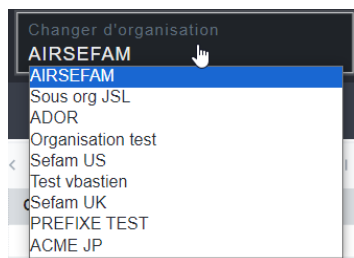 Changer d'organisation
AIRSEFAM
AIRSEFAM
Sous org JSL
ADOR
Organisation test
Sefam US
Test vbastien
Sefam UK
PREFIXE TEST
ACME JP